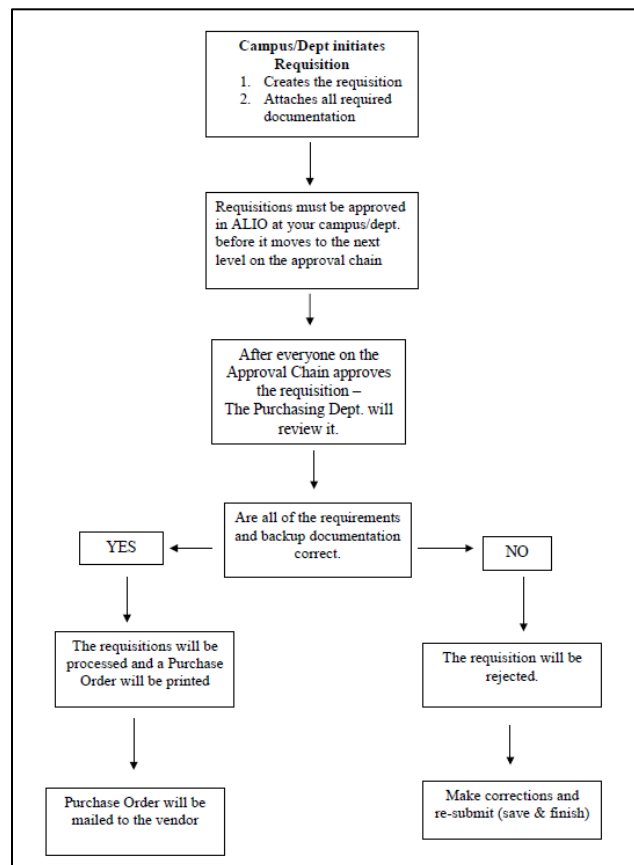 Campus/Dept initiates
Requisition
1. Creates the requisition
2. Attaches all required
documentation
Requisitions must be approved
in ALIO at your campus/dept.
before it moves to the next
level on the approval chain
After everyone on the
Approval Chain approves
the requisition –
The Purchasing Dept. will
review it.
Are all of the requirements
and backup documentation
correct.
YES
NO
The requisitions will be
processed and a Purchase
Order will be printed
The requisition will be
rejected.
Purchase Order will be
mailed to the vendor
Make corrections and
re-submit (save & finish)